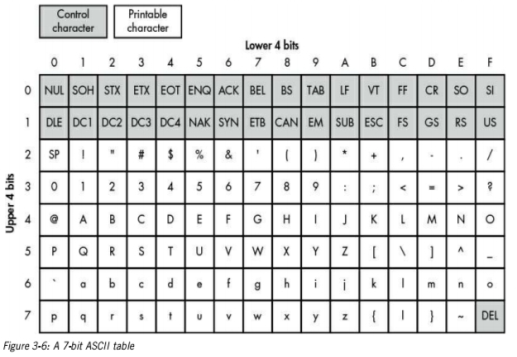 Control character
Printable character
Lower 4 bits
0 1 2 3 4 5 6 7 8 9 A B C D E F
0 NUL SOH STX ETX EOT ENQ ACK BEL BS TAB LF VT FF CR SO SI
1 DLE DC1 DC2 DC3 DC4 NAK SYN ETB CAN EM SUB ESC FS GS RS US
2 SP ! " # $ % & ' ( ) * + , - . /
3 0 1 2 3 4 5 6 7 8 9 : ; < = > ?
4 @ A B C D E F G H I J K L M N O
5 P Q R S T U V W X Y Z [ \ ] ^ _
6 ` a b c d e f g h i j k l m n o
7 p q r s t u v w x y z { | } ~ DEL
Upper 4 bits
Figure 3-6: A 7-bit ASCII table